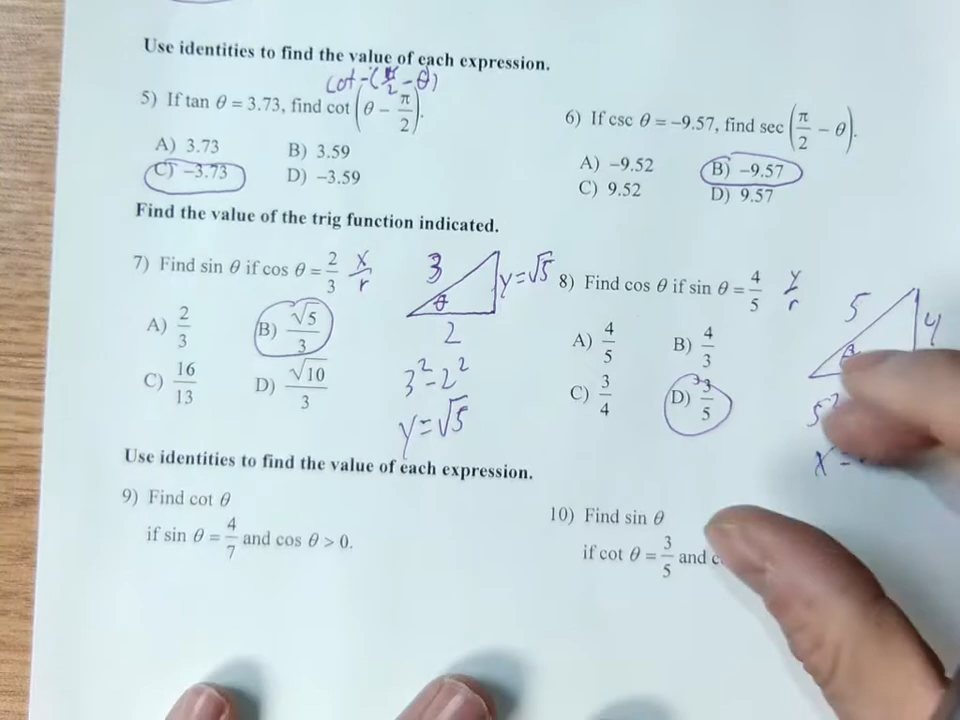 Use identities to find the value of each expression.
cot -(π/2 - θ)
5) If tan θ = 3.73, find cot (θ - π/2).
A) 3.73 B) 3.59
C) -3.73 D) -3.59
6) If csc θ = -9.57, find sec (π/2 - θ).
A) -9.52 B) -9.57
C) 9.52 D) 9.57
Find the value of the trig function indicated.
7) Find sin θ if cos θ = 2/3 x/r
A) 2/3 B) √5/3
C) 16/13 D) √10/3
3 θ y=√5
2
3²-2²
y=√5
8) Find cos θ if sin θ = 4/5 y/r
A) 4/5 B) 4/3
C) 3/4 D) 3/5
5 4
5²
x =
Use identities to find the value of each expression.
9) Find cot θ
if sin θ = 4/7 and cos θ > 0.
10) Find sin θ
if cot θ = 3/5 and